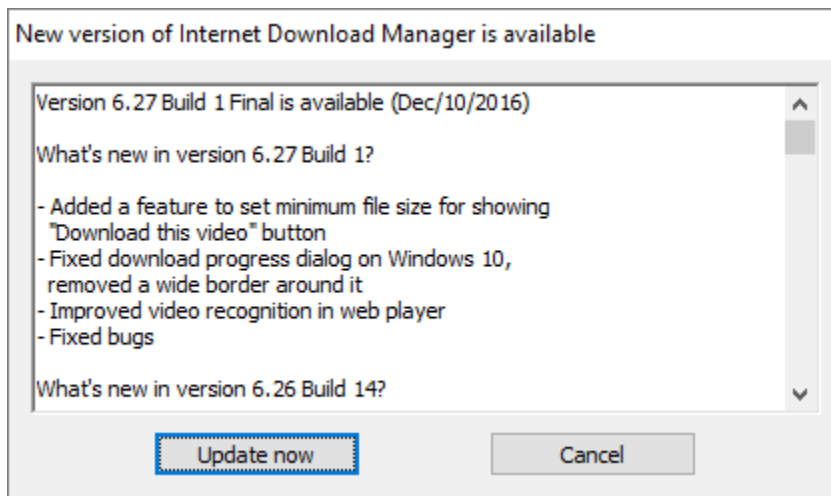 New version of Internet Download Manager is available
Version 6.27 Build 1 Final is available (Dec/10/2016)
What's new in version 6.27 Build 1?
- Added a feature to set minimum file size for showing
"Download this video" button
- Fixed download progress dialog on Windows 10,
removed a wide border around it
- Improved video recognition in web player
- Fixed bugs
What's new in version 6.26 Build 14?
Update now
Cancel